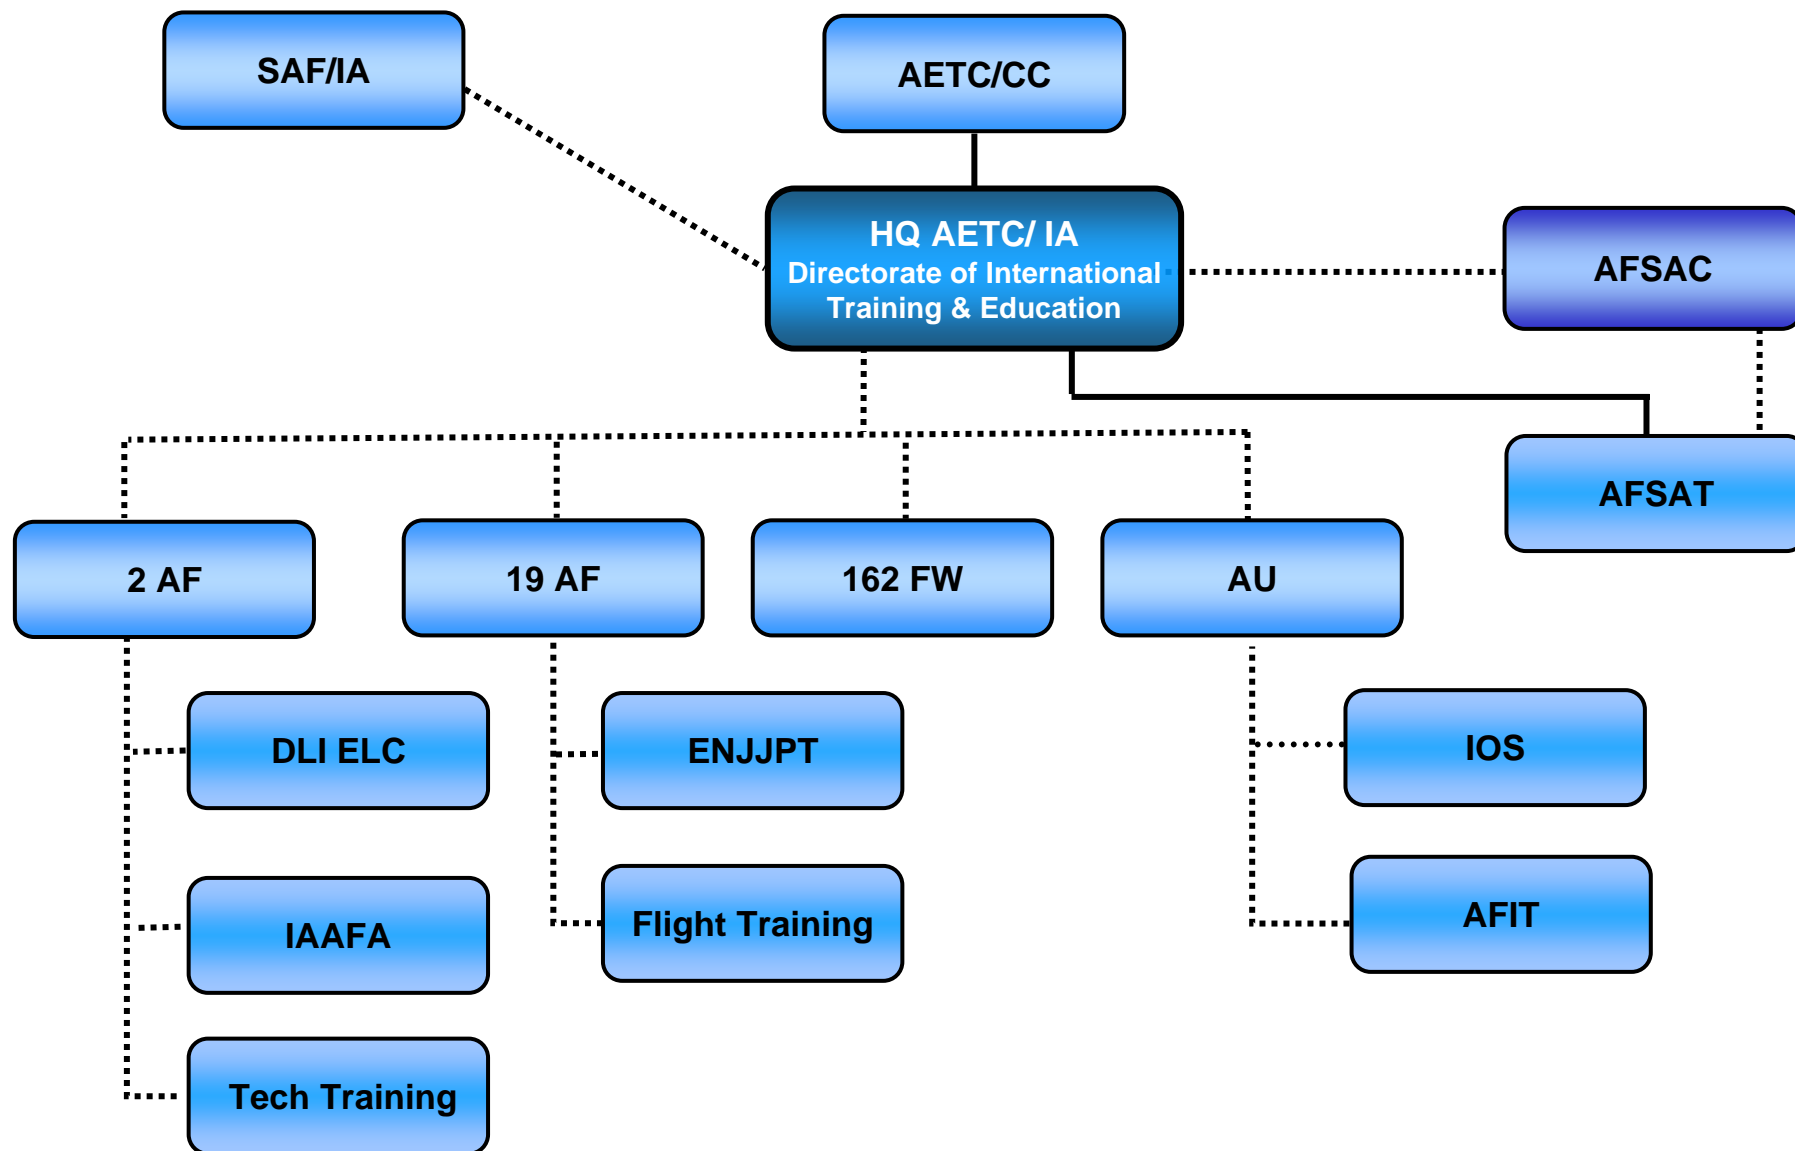 SAF/IA
AETC/CC
HQ AETC/ IA
Directorate of International
Training & Education
AFSAC
AFSAT
2 AF
19 AF
162 FW
AU
DLI ELC
ENJJPT
IOS
IAAFA
Flight Training
AFIT
Tech Training